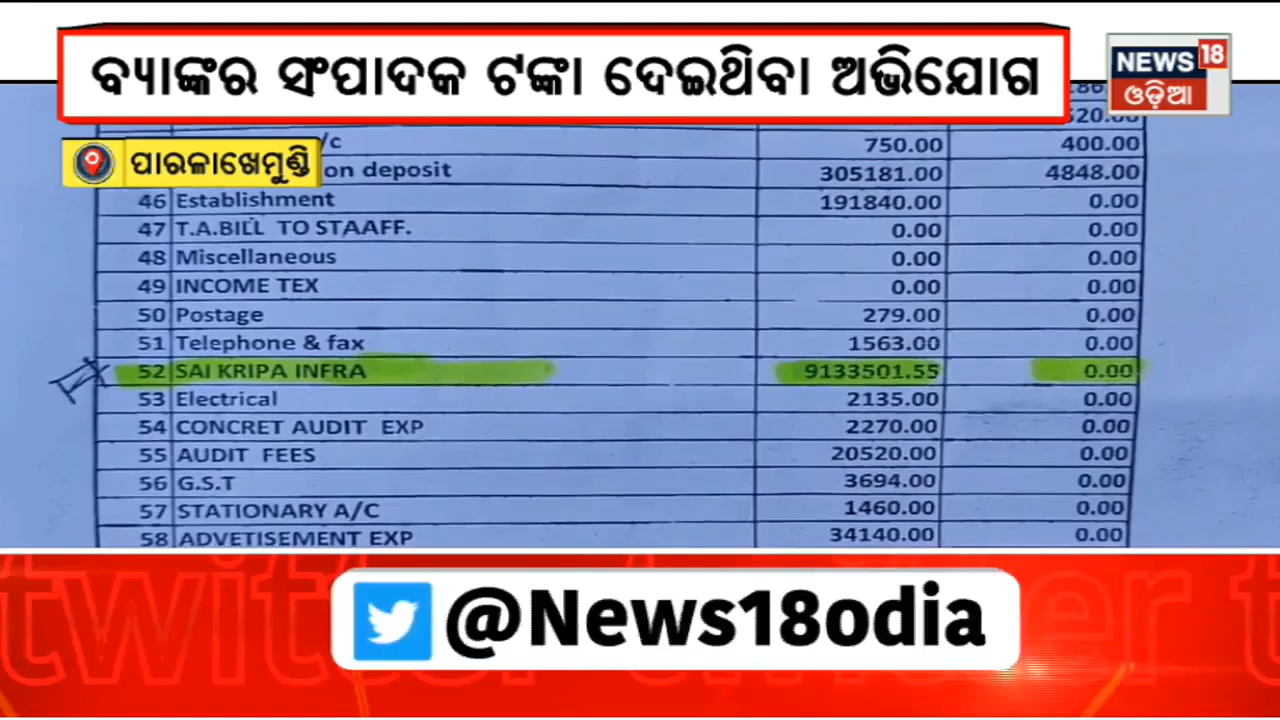 ବ୍ୟାଙ୍କର ସଂପାଦକ ଟଙ୍କା ଦେଇଥିବା ଅଭିଯୋଗ
NEWS 18
ଓଡ଼ିଆ
ପାରଳାଖେମୁଣ୍ଡି
/c 750.00 400.00
on deposit 305181.00 4848.00
46 Establishment 191840.00 0.00
47 T.A.BILL TO STAAFF. 0.00 0.00
48 Miscellaneous 0.00 0.00
49 INCOME TEX 0.00 0.00
50 Postage 279.00 0.00
51 Telephone & fax 1563.00 0.00
52 SAI KRIPA INFRA 9133501.55 0.00
53 Electrical 2135.00 0.00
54 CONCRET AUDIT EXP 2270.00 0.00
55 AUDIT FEES 20520.00 0.00
56 G.S.T 3694.00 0.00
57 STATIONARY A/C 1460.00 0.00
58 ADVETISEMENT EXP 34140.00 0.00
@News18odia